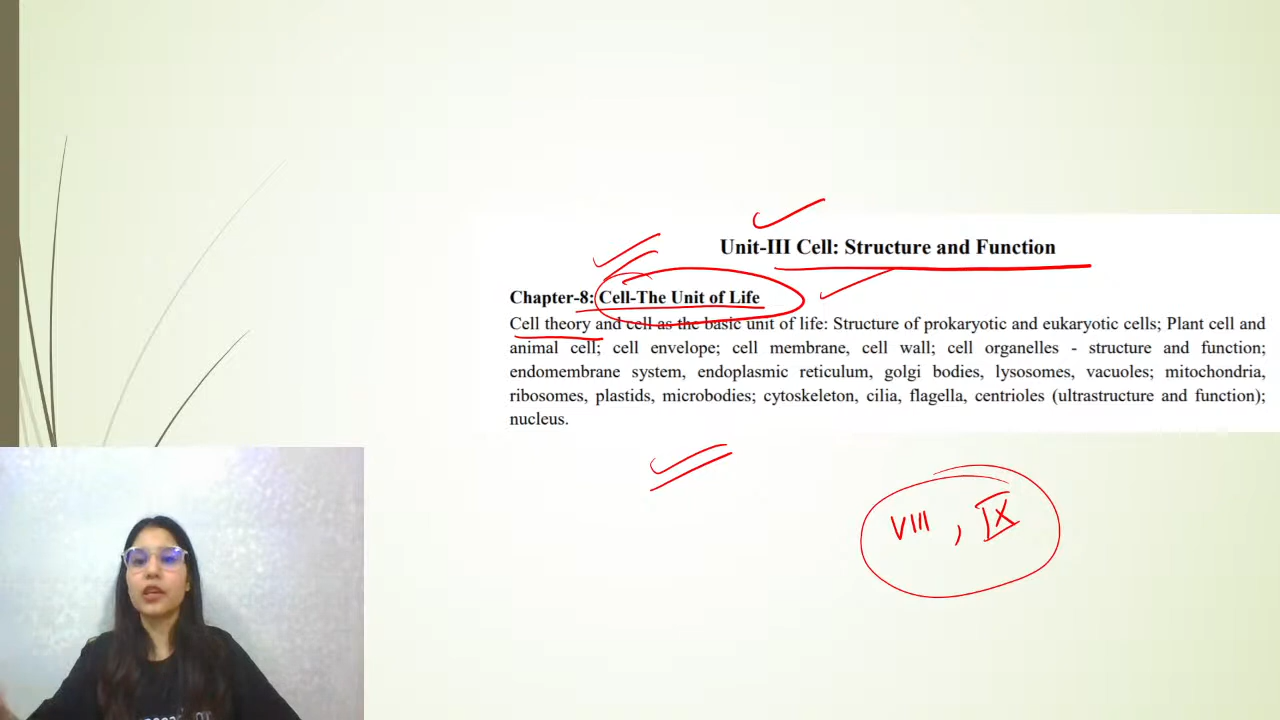 Unit-III Cell: Structure and Function
Chapter-8: Cell-The Unit of Life
Cell theory and cell as the basic unit of life: Structure of prokaryotic and eukaryotic cells; Plant cell and
animal cell; cell envelope; cell membrane, cell wall; cell organelles - structure and function;
endomembrane system, endoplasmic reticulum, golgi bodies, lysosomes, vacuoles; mitochondria,
ribosomes, plastids, microbodies; cytoskeleton, cilia, flagella, centrioles (ultrastructure and function);
nucleus.
VIII , IX